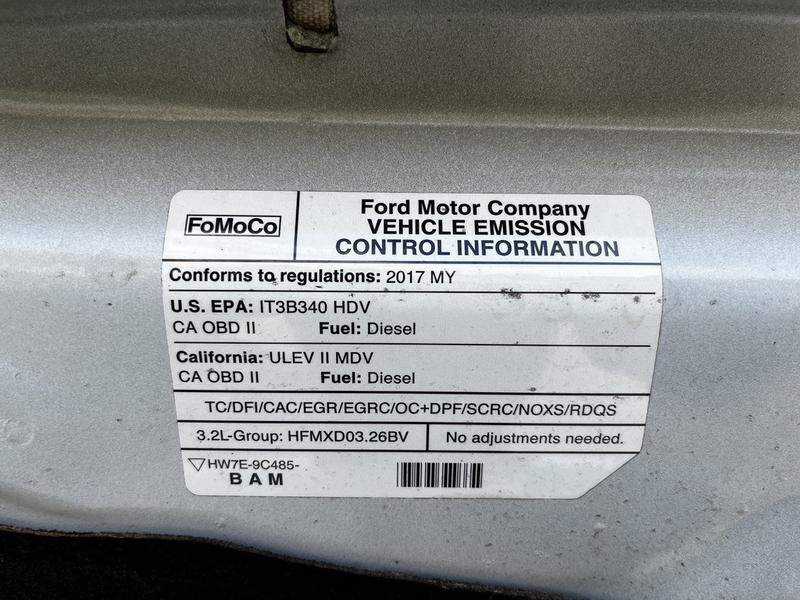 FoMoCo
Ford Motor Company
VEHICLE EMISSION
CONTROL INFORMATION
Conforms to regulations: 2017 MY
U.S. EPA: IT3B340 HDV
CA OBD II Fuel: Diesel
California: ULEV II MDV
CA OBD II Fuel: Diesel
TC/DFI/CAC/EGR/EGRC/OC+DPF/SCRC/NOXS/RDQS
3.2L-Group: HFMXD03.26BV No adjustments needed.
HW7E-9C485-
B A M